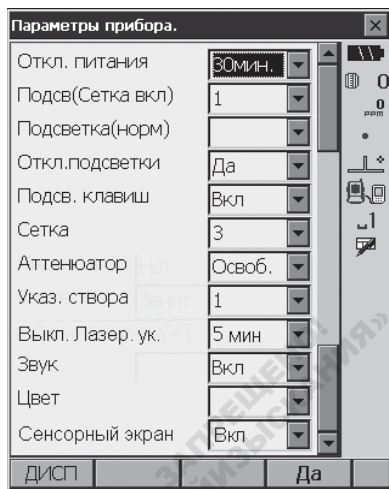 Параметры прибора.
Откл. питания 30мин.
Подсв(Сетка вкл) 1
Подсветка(норм)
Откл.подсветки Да
Подсв. клавиш Вкл
Сетка 3
Аттенюатор Освоб.
Указ. створа 1
Выкл. Лазер. ук. 5 мин
Звук Вкл
Цвет
Сенсорный экран Вкл
0
0
PPM
1
ДИСП Да
ЗАПРЕЩЕНО!
ИЗЫСКАНИЯ»